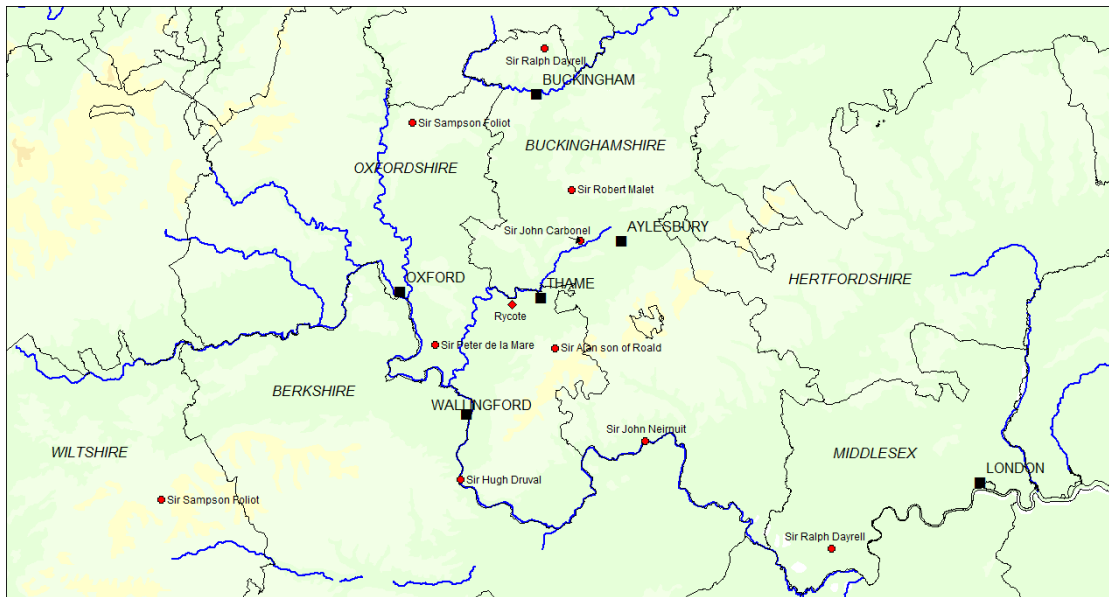 Sir Ralph Dayrell
BUCKINGHAM
Sir Sampson Foliot
BUCKINGHAMSHIRE
OXFORDSHIRE
Sir Robert Malet
Sir John Carbonel
AYLESBURY
OXFORD
THAME
HERTFORDSHIRE
Rycote
Sir Peter de la Mare
Sir Alan son of Roald
BERKSHIRE
WALLINGFORD
Sir John Neirnuit
WILTSHIRE
MIDDLESEX
LONDON
Sir Hugh Druval
Sir Sampson Foliot
Sir Ralph Dayrell